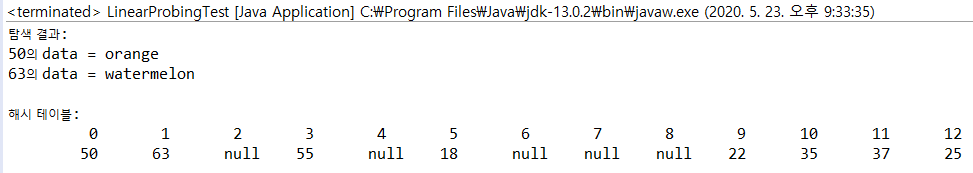 <terminated> LinearProbingTest [Java Application] C:₩Program Files₩Java₩jdk-13.0.2₩bin₩javaw.exe (2020. 5. 23. 오후 9:33:35)
탐색 결과:
50의 data = orange
63의 data = watermelon
해시 테이블:
0 1 2 3 4 5 6 7 8 9 10 11 12
50 63 null 55 null 18 null null null 22 35 37 25